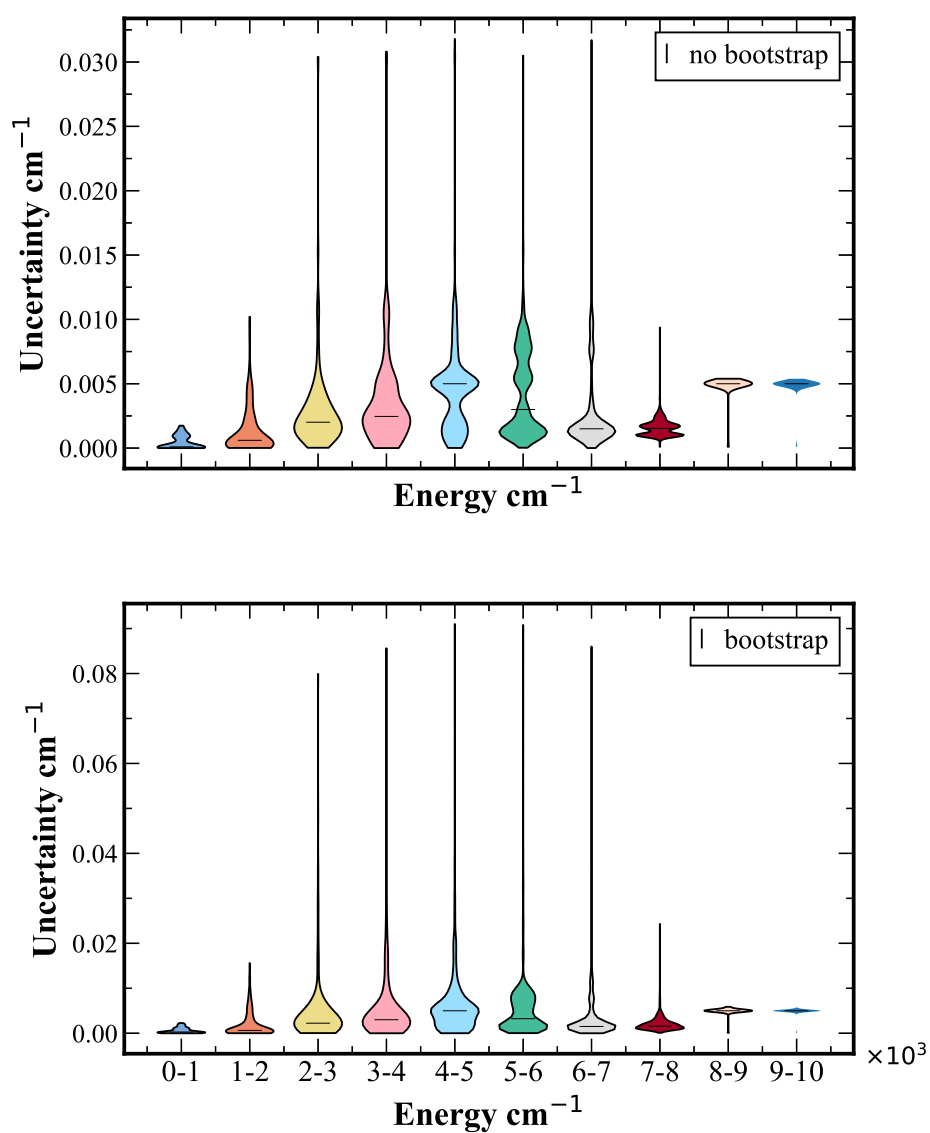 no bootstrap
0.030
0.025
0.020
0.015
0.010
0.005
0.000
Uncertainty cm⁻¹
Energy cm⁻¹
bootstrap
0.08
0.06
0.04
0.02
0.00
Uncertainty cm⁻¹
0-1 1-2 2-3 3-4 4-5 5-6 6-7 7-8 8-9 9-10
×10³
Energy cm⁻¹